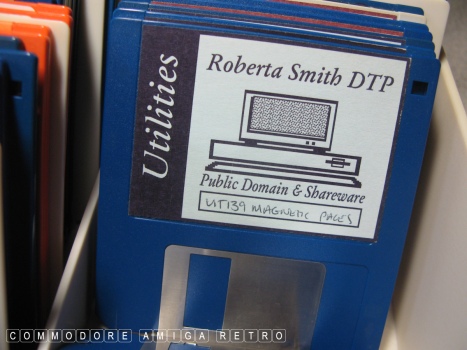 Utilities
Roberta Smith DTP
Public Domain & Shareware
UT139 MAGNETIC PAGES
COMMODORE AMIGA RETRO